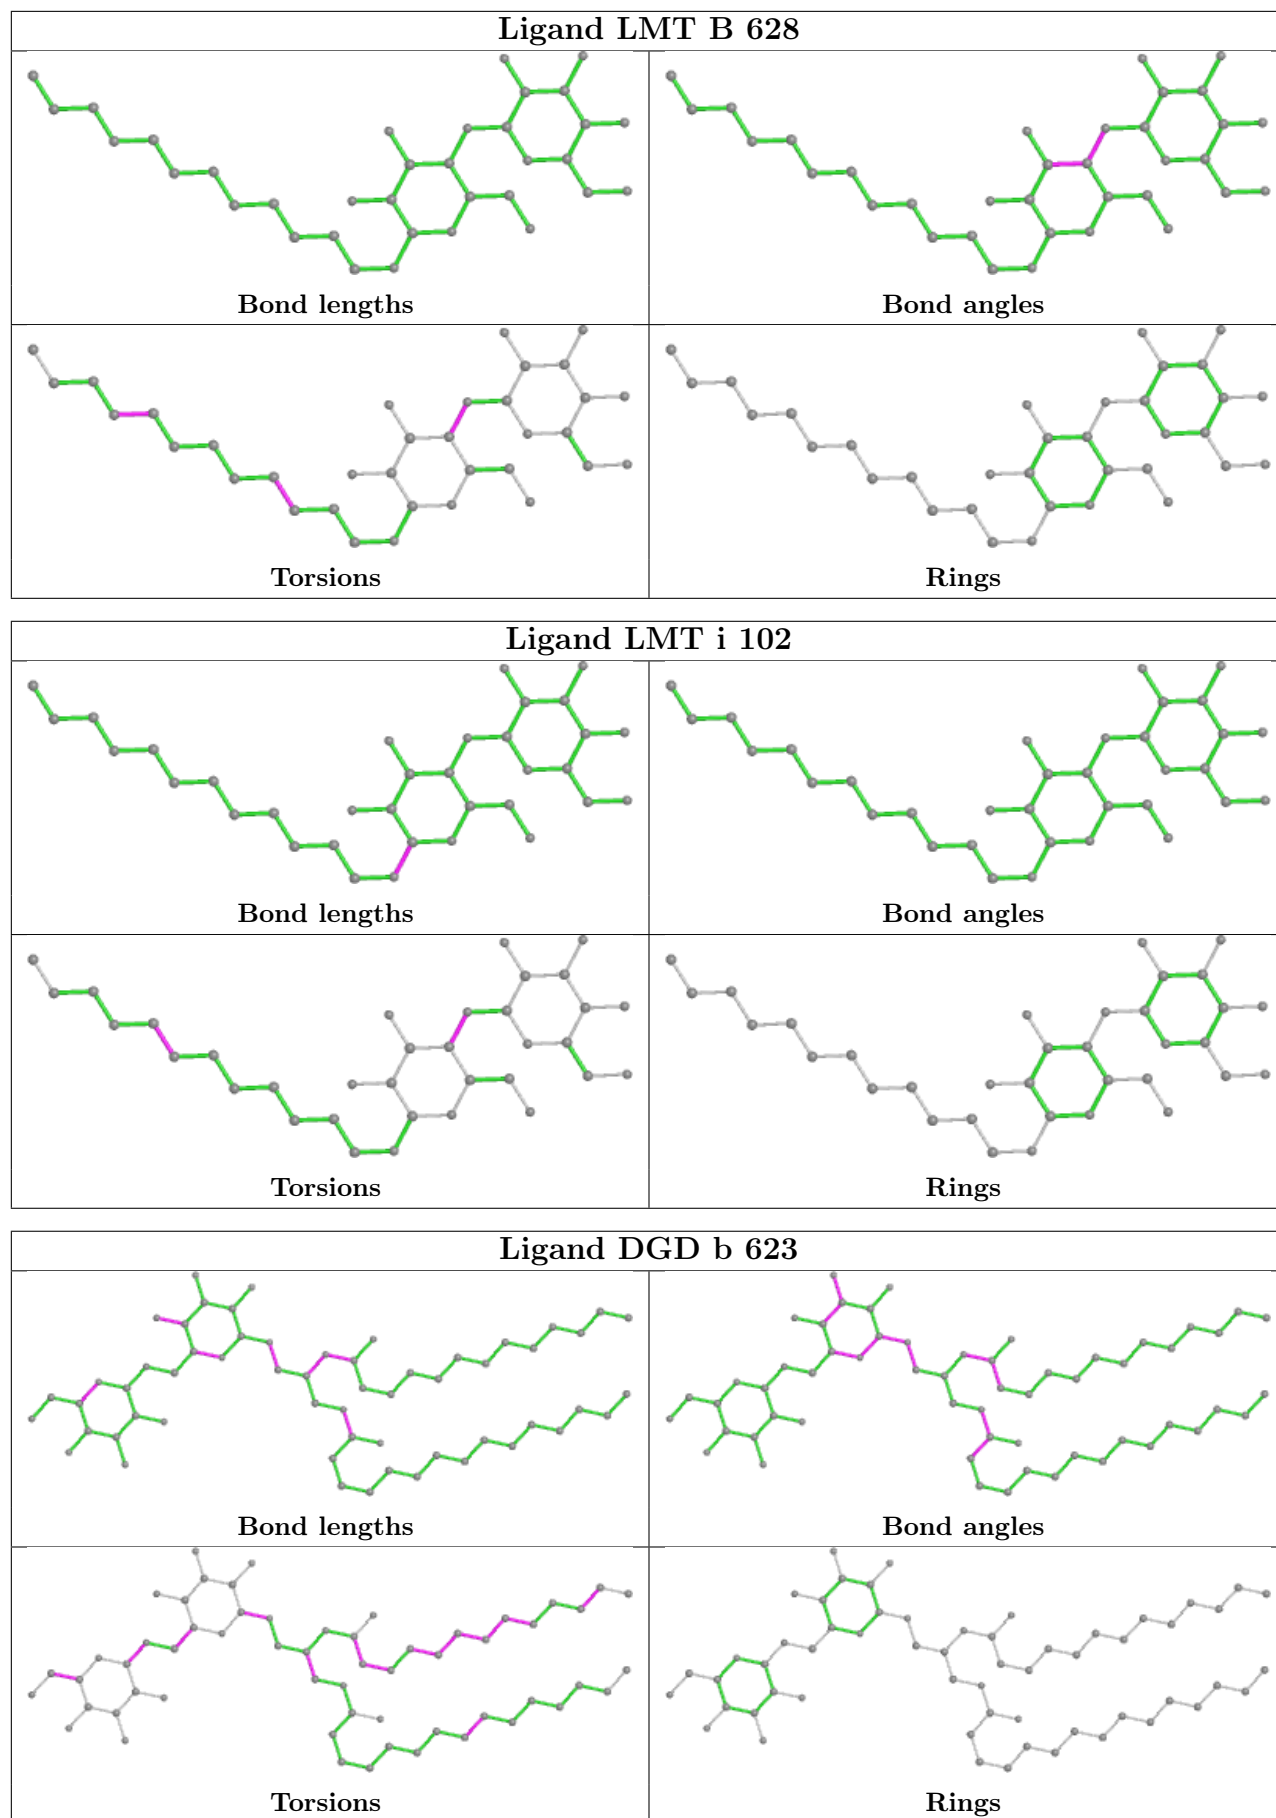 Ligand LMT B 628
Bond lengths
Bond angles
Torsions
Rings
Ligand LMT i 102
Bond lengths
Bond angles
Torsions
Rings
Ligand DGD b 623
Bond lengths
Bond angles
Torsions
Rings